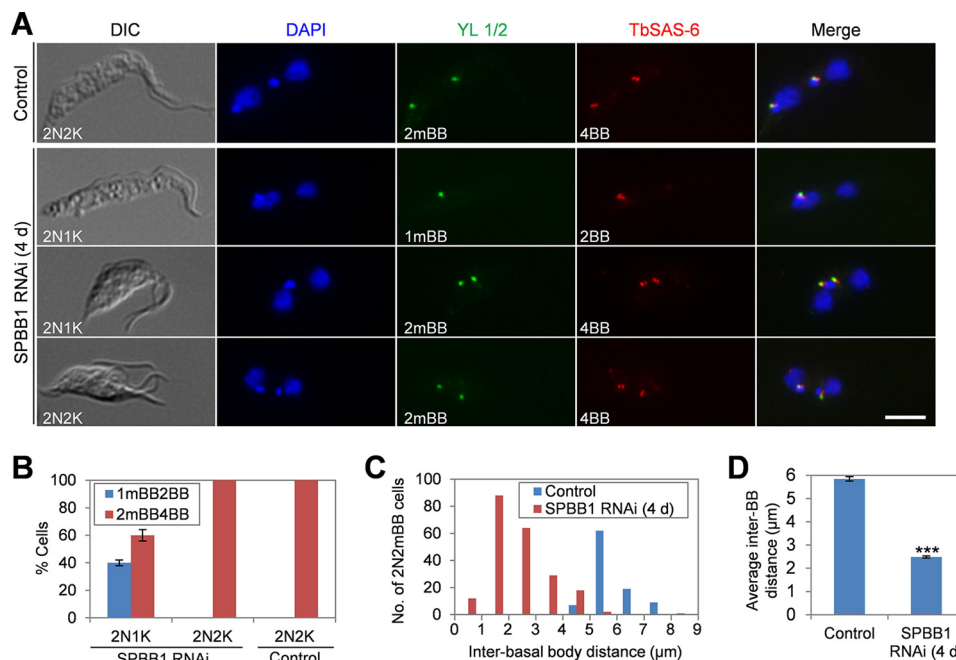 A
DIC DAPI YL 1/2 TbSAS-6 Merge
Control
2N2K 2mBB 4BB
SPBB1 RNAi (4 d)
2N1K 1mBB 2BB
2N1K 2mBB 4BB
2N2K 2mBB 4BB
B
% Cells
100
80
60
40
20
0
1mBB2BB
2mBB4BB
2N1K 2N2K 2N2K
SPBB1 RNAi Control
C
No. of 2N2mBB cells
100
80
60
40
20
0
Control
SPBB1 RNAi (4 d)
0 1 2 3 4 5 6 7 8 9
Inter-basal body distance (µm)
D
Average inter-BB
distance (µm)
6
5
4
3
2
1
0
***
Control SPBB1
RNAi (4 d)